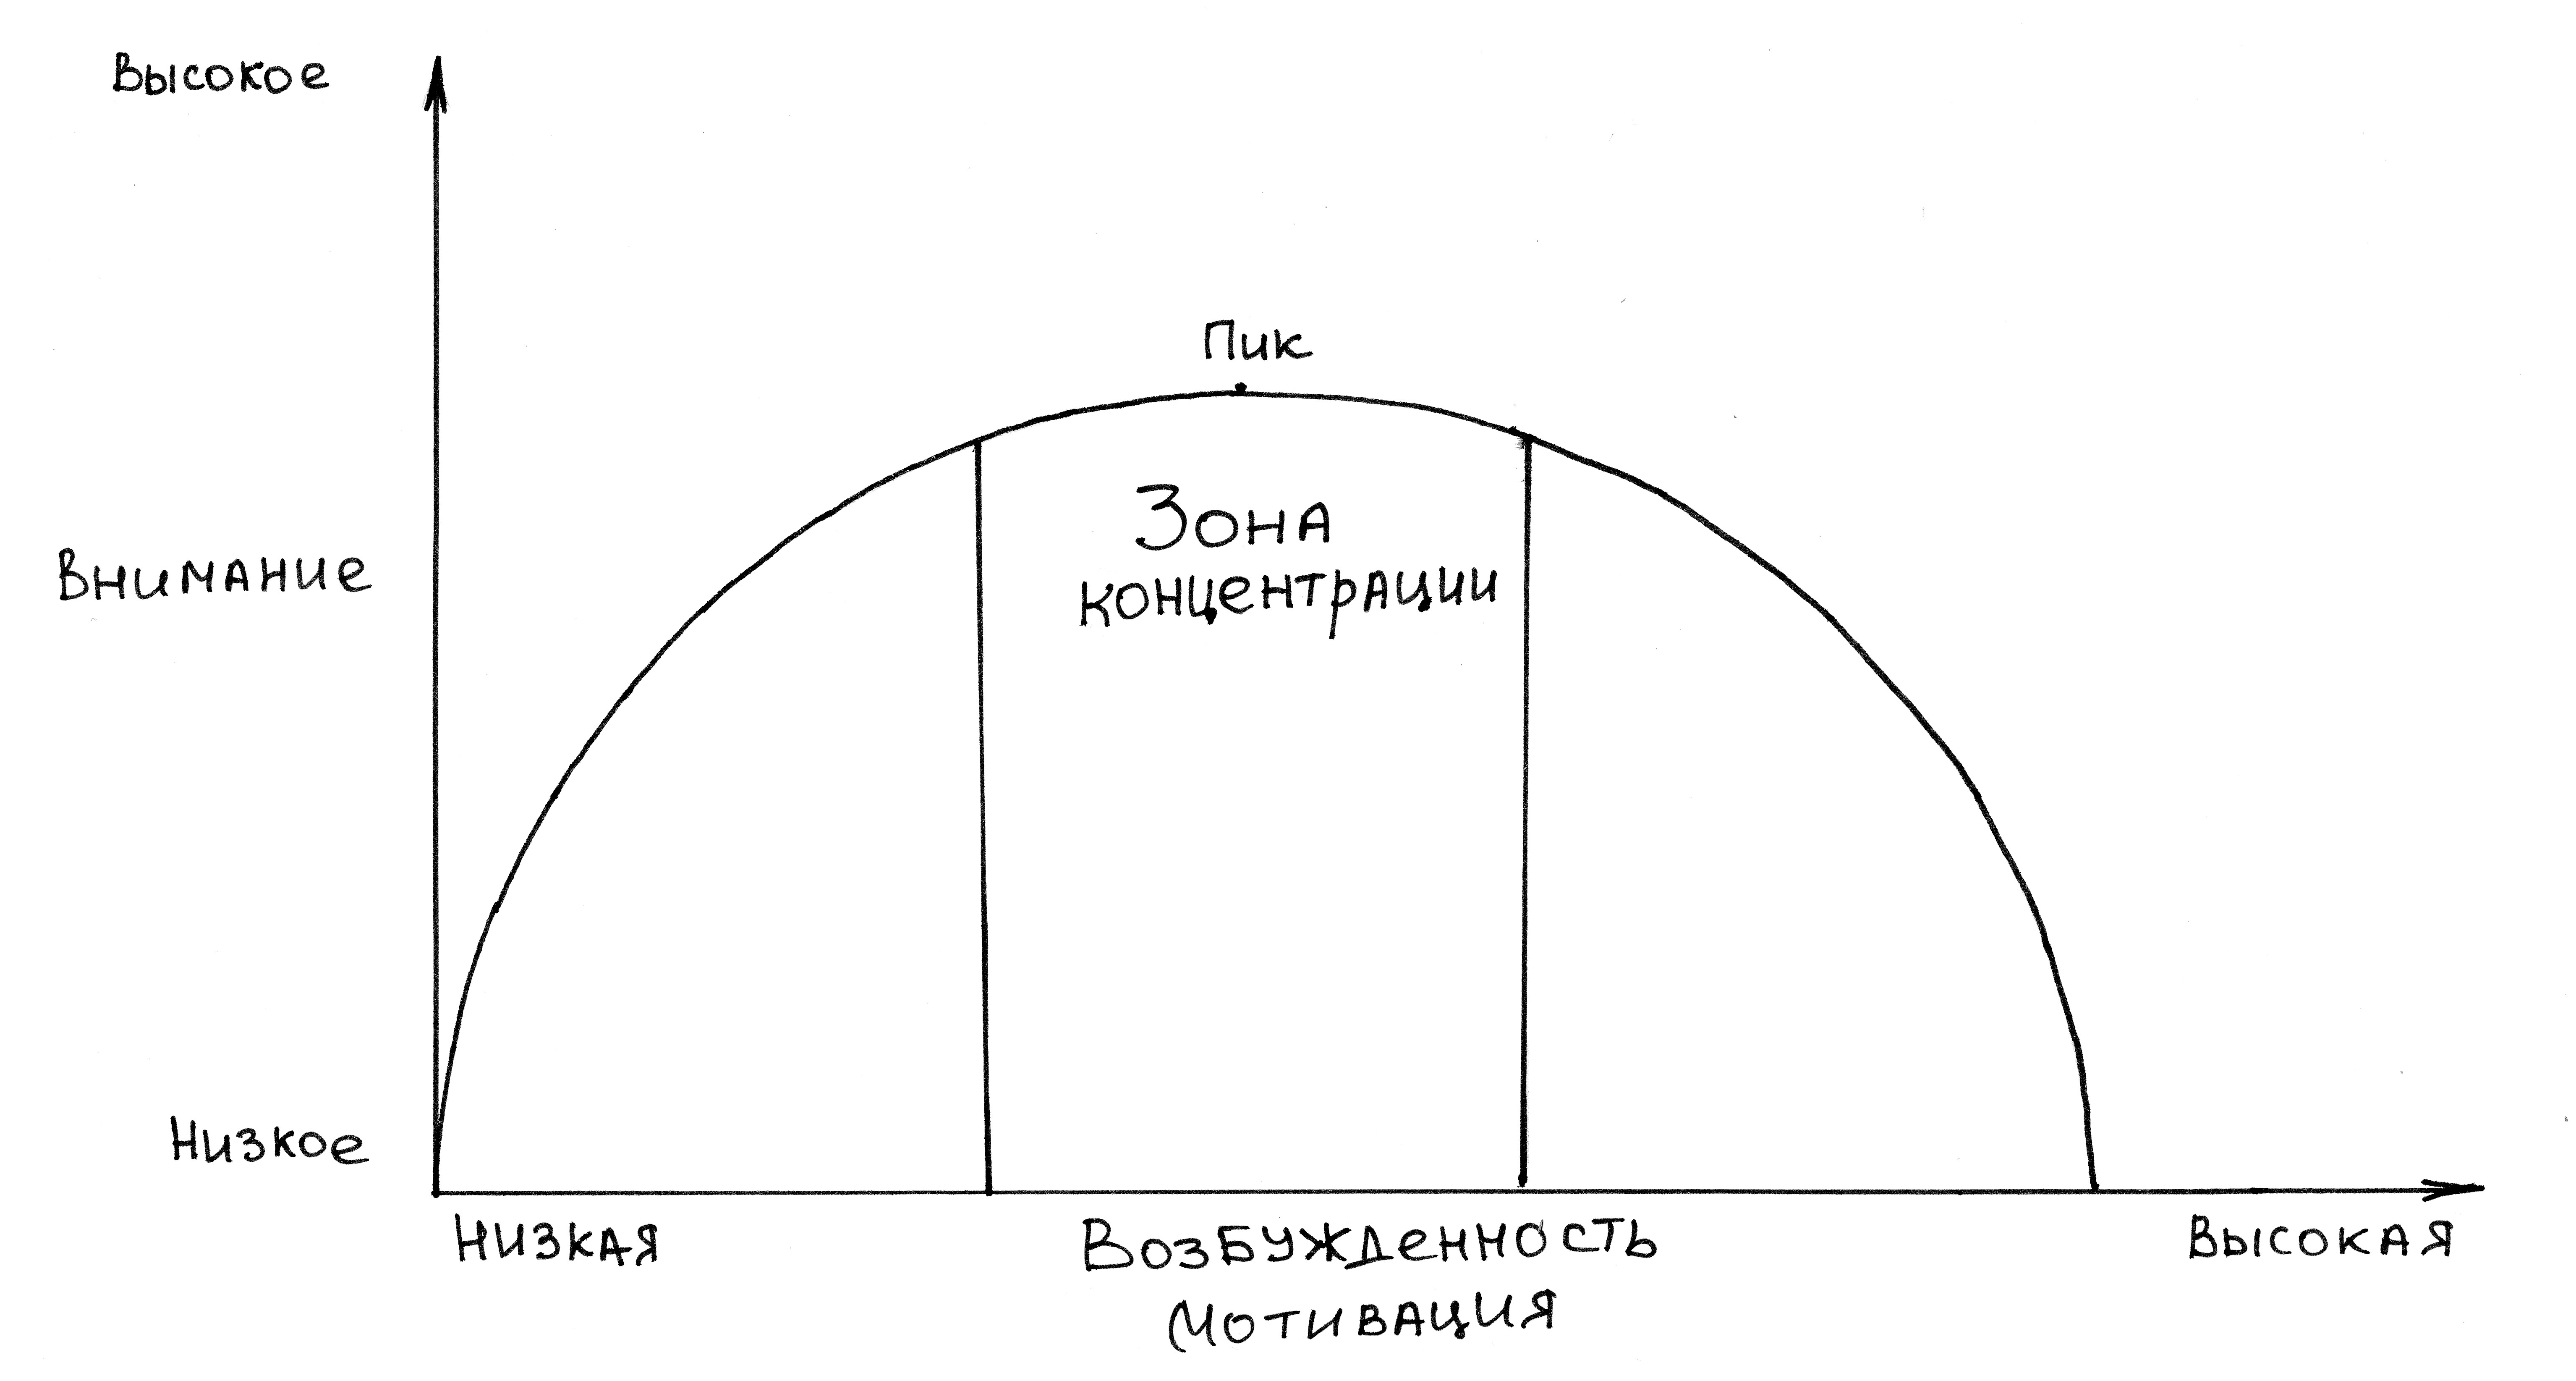 Высокое
Пик
Зона
концентрации
Внимание
Низкое
Низкая
Возбужденность
Высокая
Мотивация